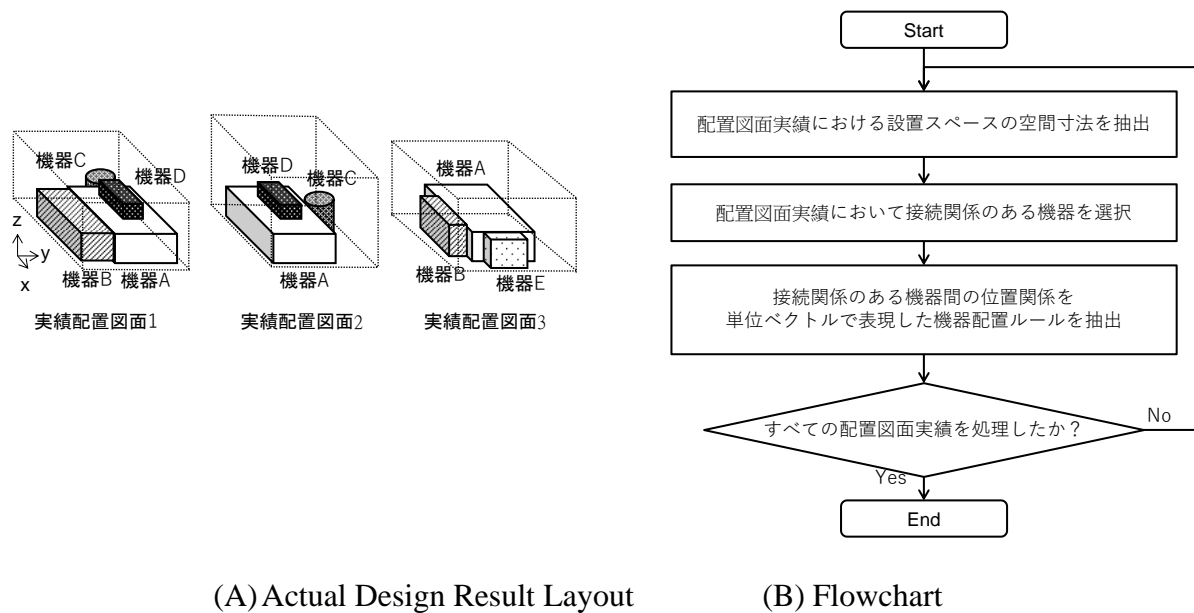 機器C
機器D
z
y
x
機器B
機器A
実績配置図面1
機器D
機器C
機器A
実績配置図面2
機器A
機器B
機器E
実績配置図面3
Start
配置図面実績における設置スペースの空間寸法を抽出
配置図面実績において接続関係のある機器を選択
接続関係のある機器間の位置関係を
単位ベクトルで表現した機器配置ルールを抽出
すべての配置図面実績を処理したか？
No
Yes
End
(A) Actual Design Result Layout
(B) Flowchart